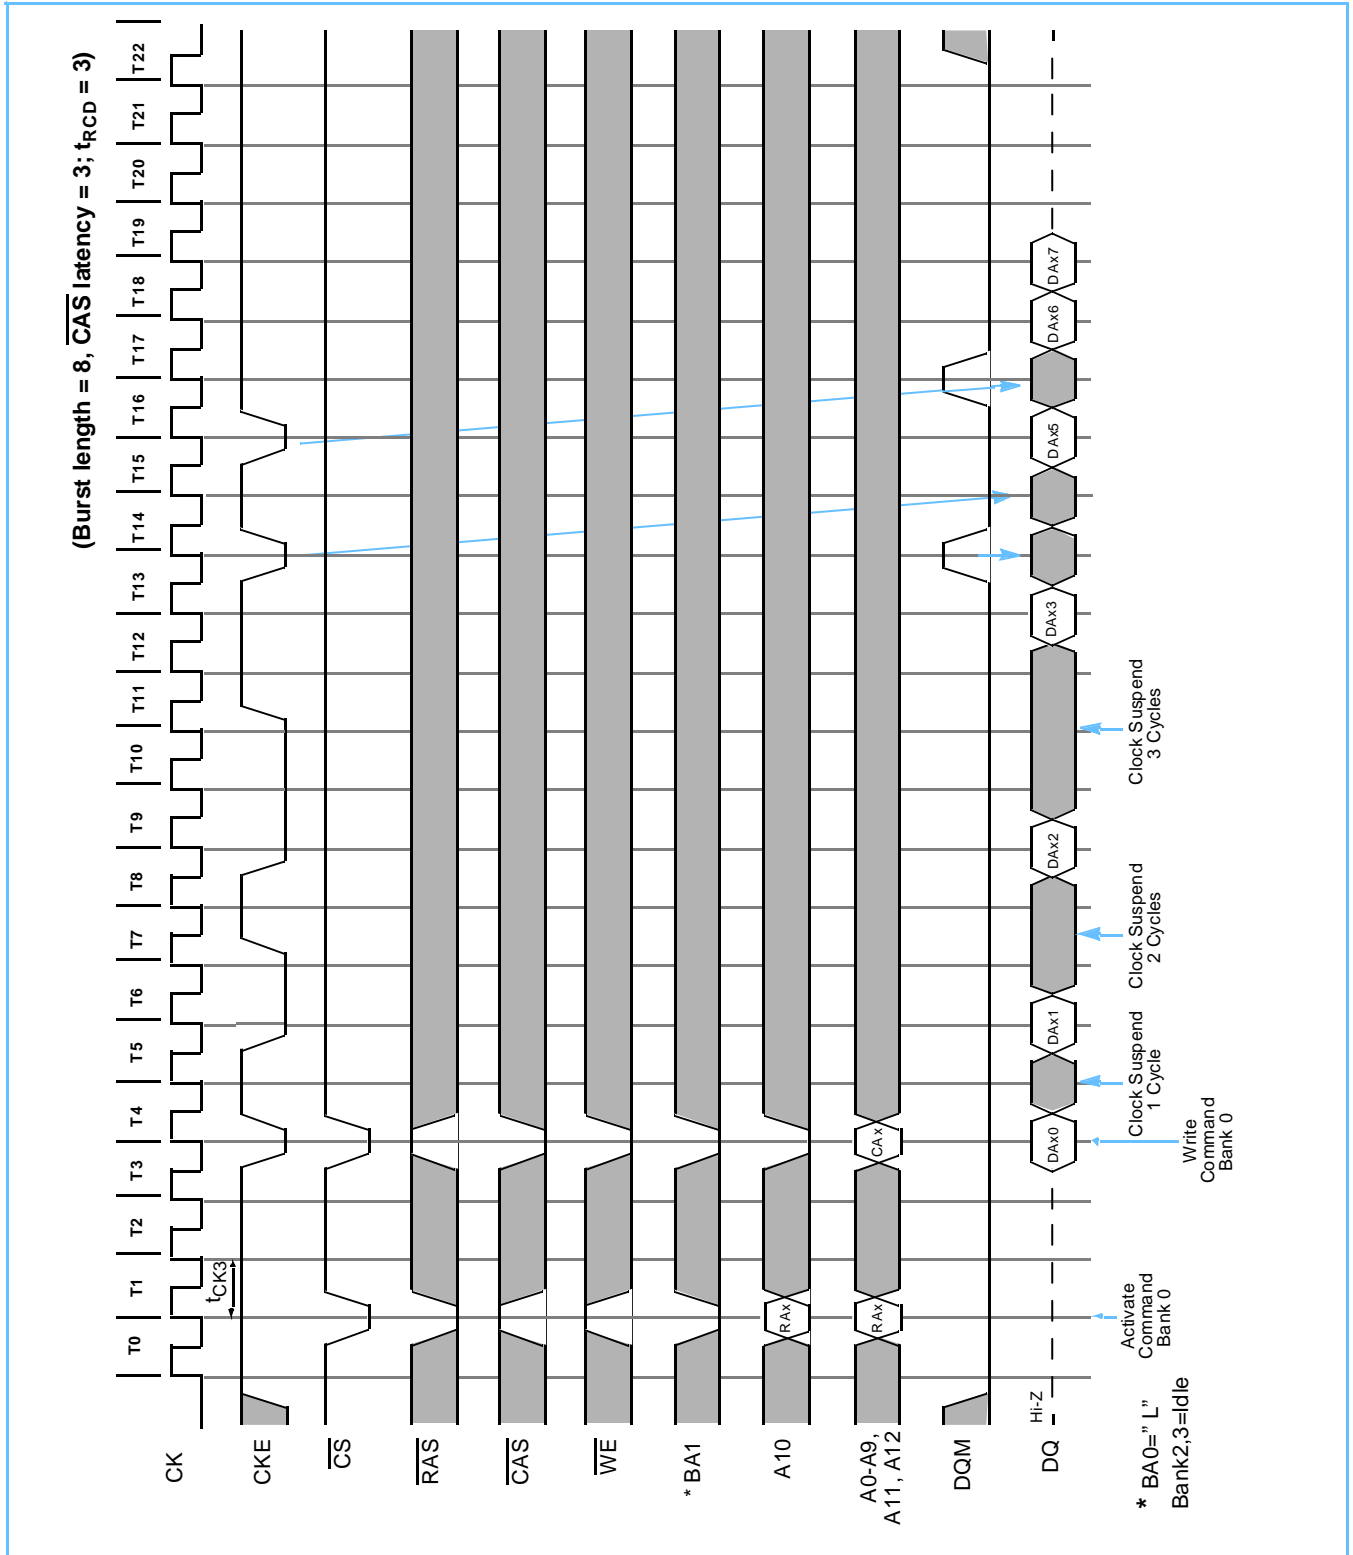 (Burst length = 8, CAS latency = 3; tRCD = 3)
T0 T1 T2 T3 T4 T5 T6 T7 T8 T9 T10 T11 T12 T13 T14 T15 T16 T17 T18 T19 T20 T21 T22
CK
tCK3
CKE
CS
RAS
CAS
WE
* BA1
A10
RAx
A0-A9,
A11, A12
RAx CAx
DQM
DQ
Hi-Z
DAx0 DAx1 DAx2 DAx3 DAx5 DAx6 DAx7
Activate
Command
Bank 0
Write
Command
Bank 0
Clock Suspend
1 Cycle
Clock Suspend
2 Cycles
Clock Suspend
3 Cycles
* BA0=”L”
Bank2,3=Idle